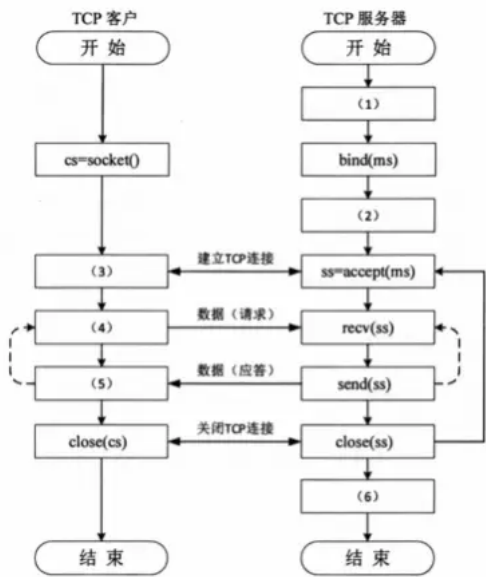 TCP 客户
TCP 服务器
开 始
开 始
（1）
cs=socket()
bind(ms)
（2）
（3）
建立TCP连接
ss=accept(ms)
（4）
数据（请求）
recv(ss)
（5）
数据（应答）
send(ss)
close(cs)
关闭TCP连接
close(ss)
（6）
结 束
结 束